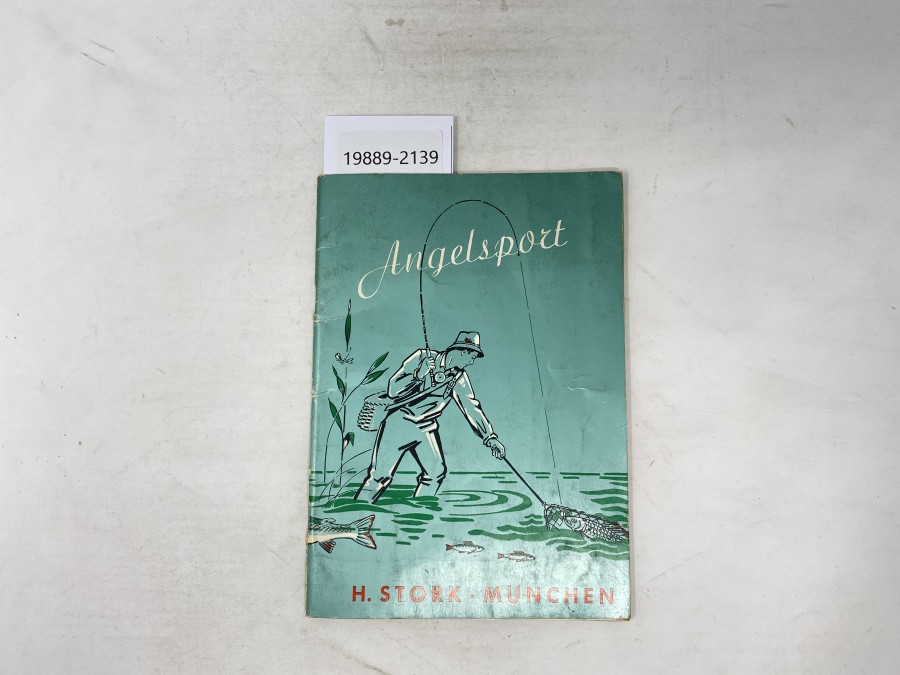 19889-2139
Angelsport
H. STORK · MÜNCHEN